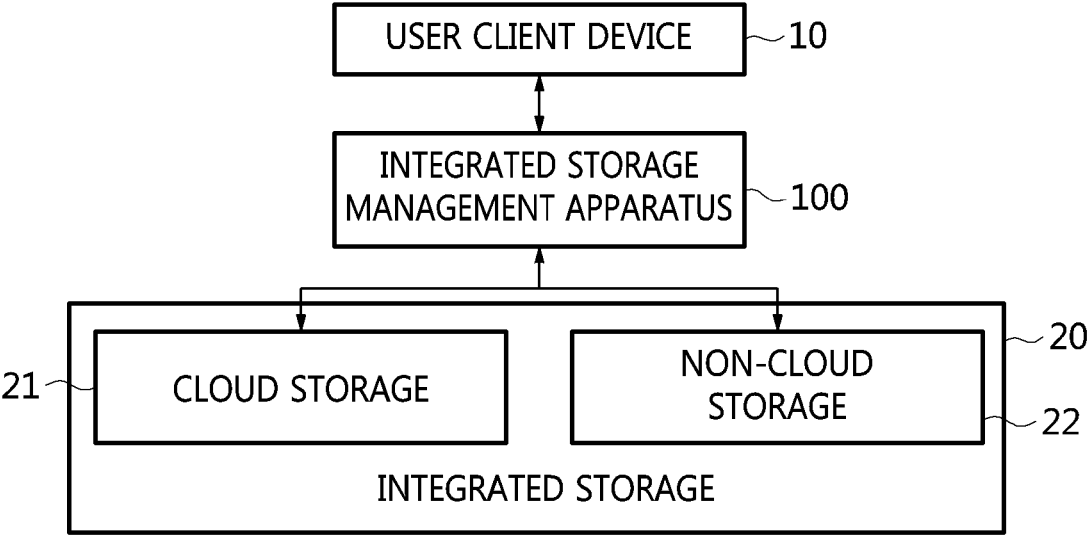 USER CLIENT DEVICE
10
INTEGRATED STORAGE
MANAGEMENT APPARATUS
100
20
21
CLOUD STORAGE
NON-CLOUD
STORAGE
22
INTEGRATED STORAGE